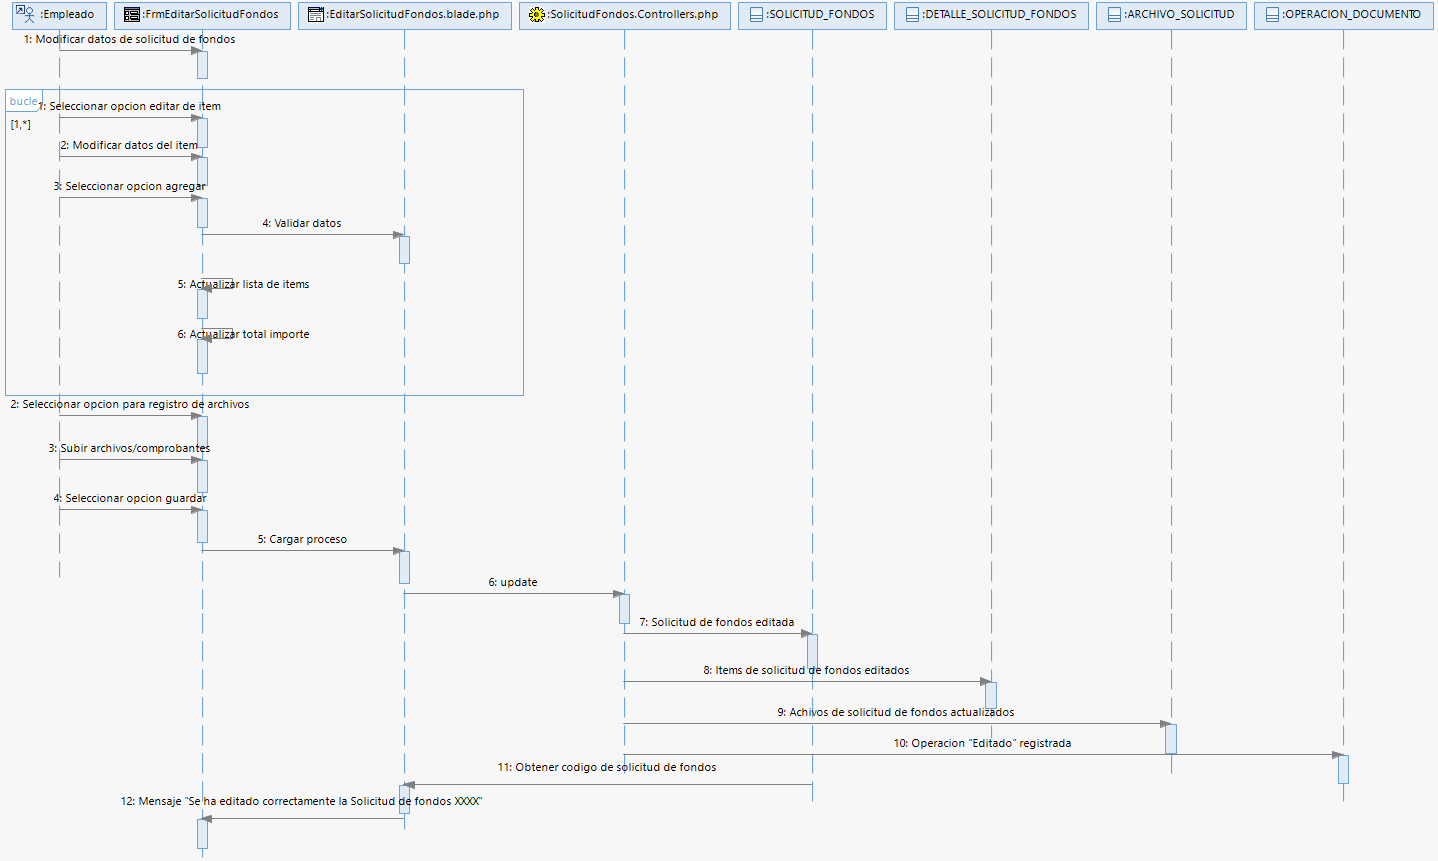 :Empleado
:FrmEditarSolicitudFondos
:EditarSolicitudFondos.blade.php
:SolicitudFondos.Controllers.php
:SOLICITUD_FONDOS
:DETALLE_SOLICITUD_FONDOS
:ARCHIVO_SOLICITUD
:OPERACION_DOCUMENTO
1: Modificar datos de solicitud de fondos
bucle
1: Seleccionar opcion editar de item
[1,*]
2: Modificar datos del item
3: Seleccionar opcion agregar
4: Validar datos
5: Actualizar lista de items
6: Actualizar total importe
2: Seleccionar opcion para registro de archivos
3: Subir archivos/comprobantes
4: Seleccionar opcion guardar
5: Cargar proceso
6: update
7: Solicitud de fondos editada
8: Items de solicitud de fondos editados
9: Achivos de solicitud de fondos actualizados
10: Operacion "Editado" registrada
11: Obtener codigo de solicitud de fondos
12: Mensaje "Se ha editado correctamente la Solicitud de fondos XXXX"